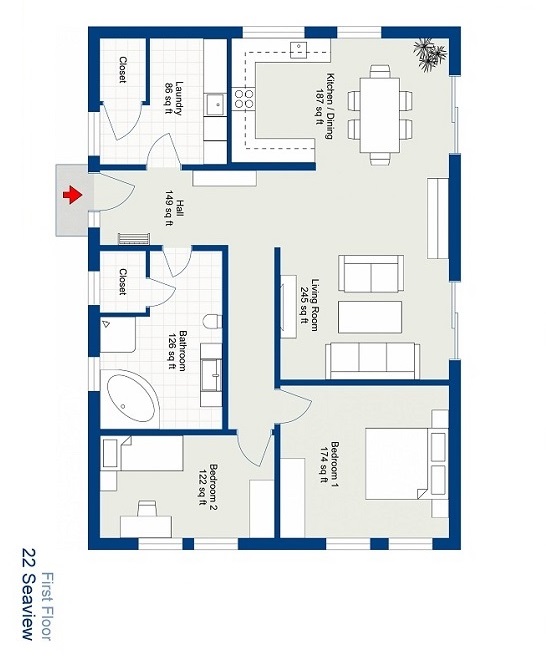 Kitchen / Dining
187 sq ft
Living Room
245 sq ft
Bedroom 1
174 sq ft
Laundry
86 sq ft
Hall
149 sq ft
Bathroom
126 sq ft
Bedroom 2
122 sq ft
Closet
Closet
First Floor
22 Seaview